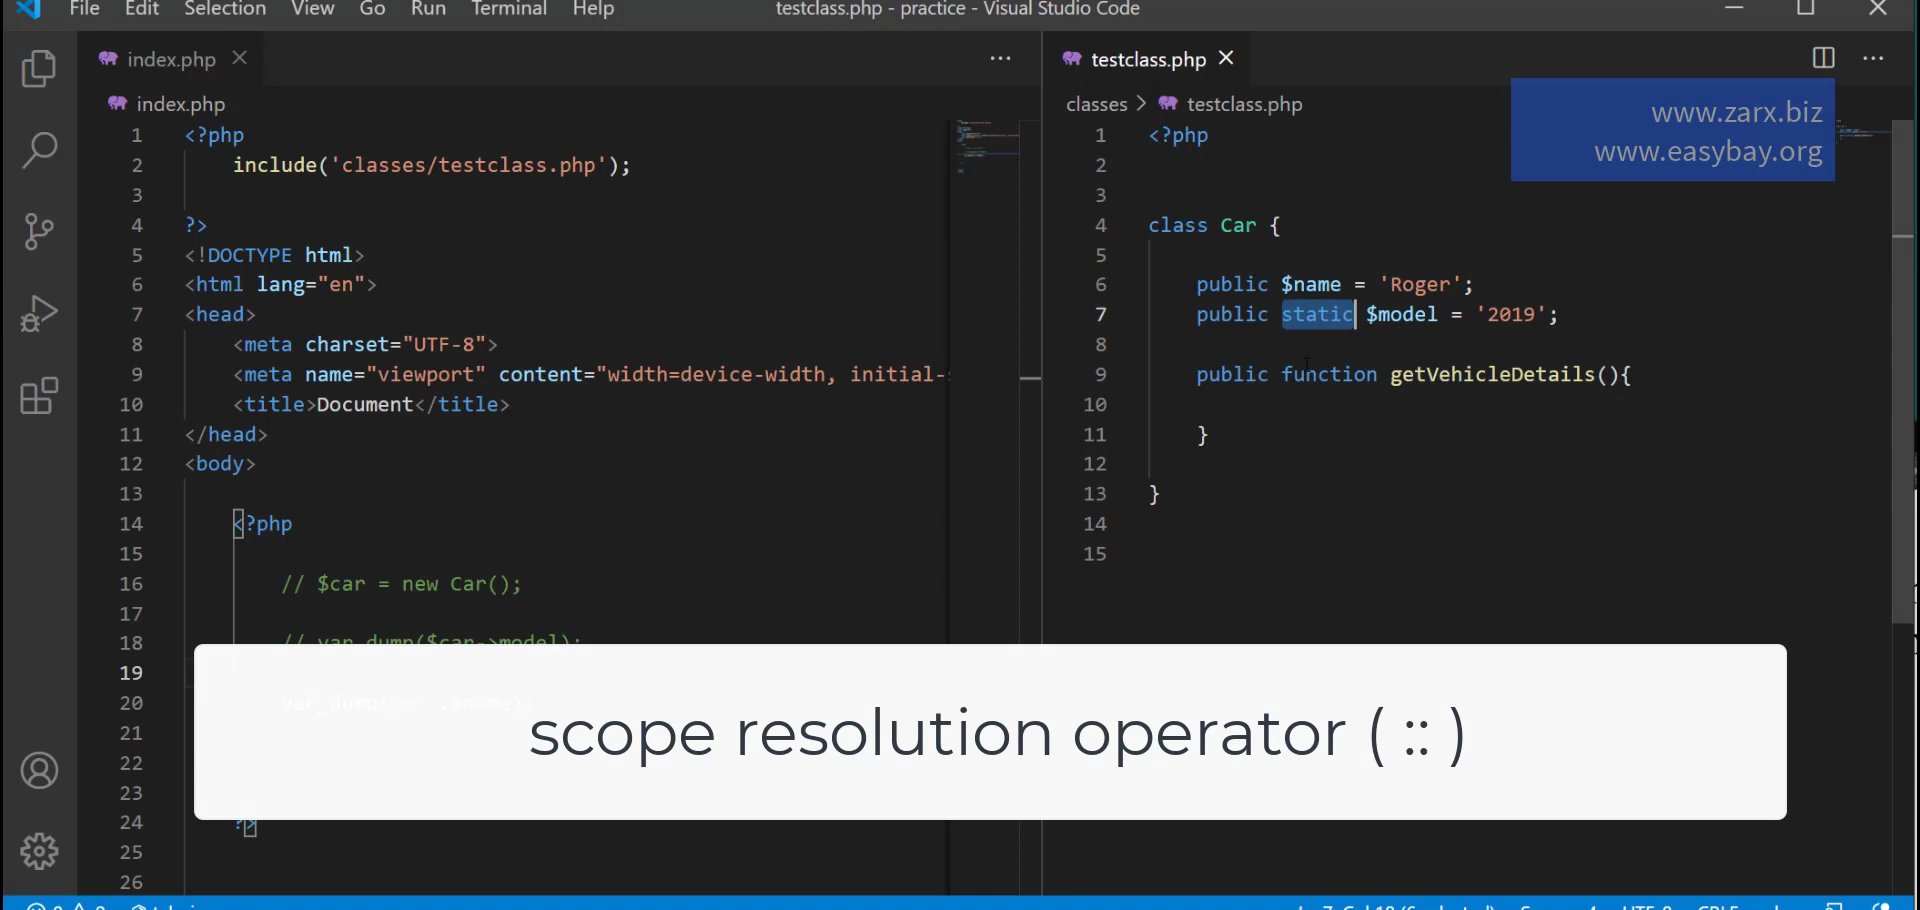 File Edit Selection View Go Run Terminal Help
testclass.php - practice - Visual Studio Code
index.php
testclass.php
index.php
classes > testclass.php
www.zarx.biz
www.easybay.org
1 <?php
2 include('classes/testclass.php');
3
4 ?>
5 <!DOCTYPE html>
6 <html lang="en">
7 <head>
8 <meta charset="UTF-8">
9 <meta name="viewport" content="width=device-width, initial-
10 <title>Document</title>
11 </head>
12 <body>
13
14 <?php
15
16 // $car = new Car();
17
18 // var_dump($car->model);
19
20 var_dump(
21
22
23
24 ?>
25
26
1 <?php
2
3
4 class Car {
5
6 public $name = 'Roger';
7 public static $model = '2019';
8
9 public function getVehicleDetails(){
10
11 }
12
13 }
14
15
scope resolution operator ( :: )